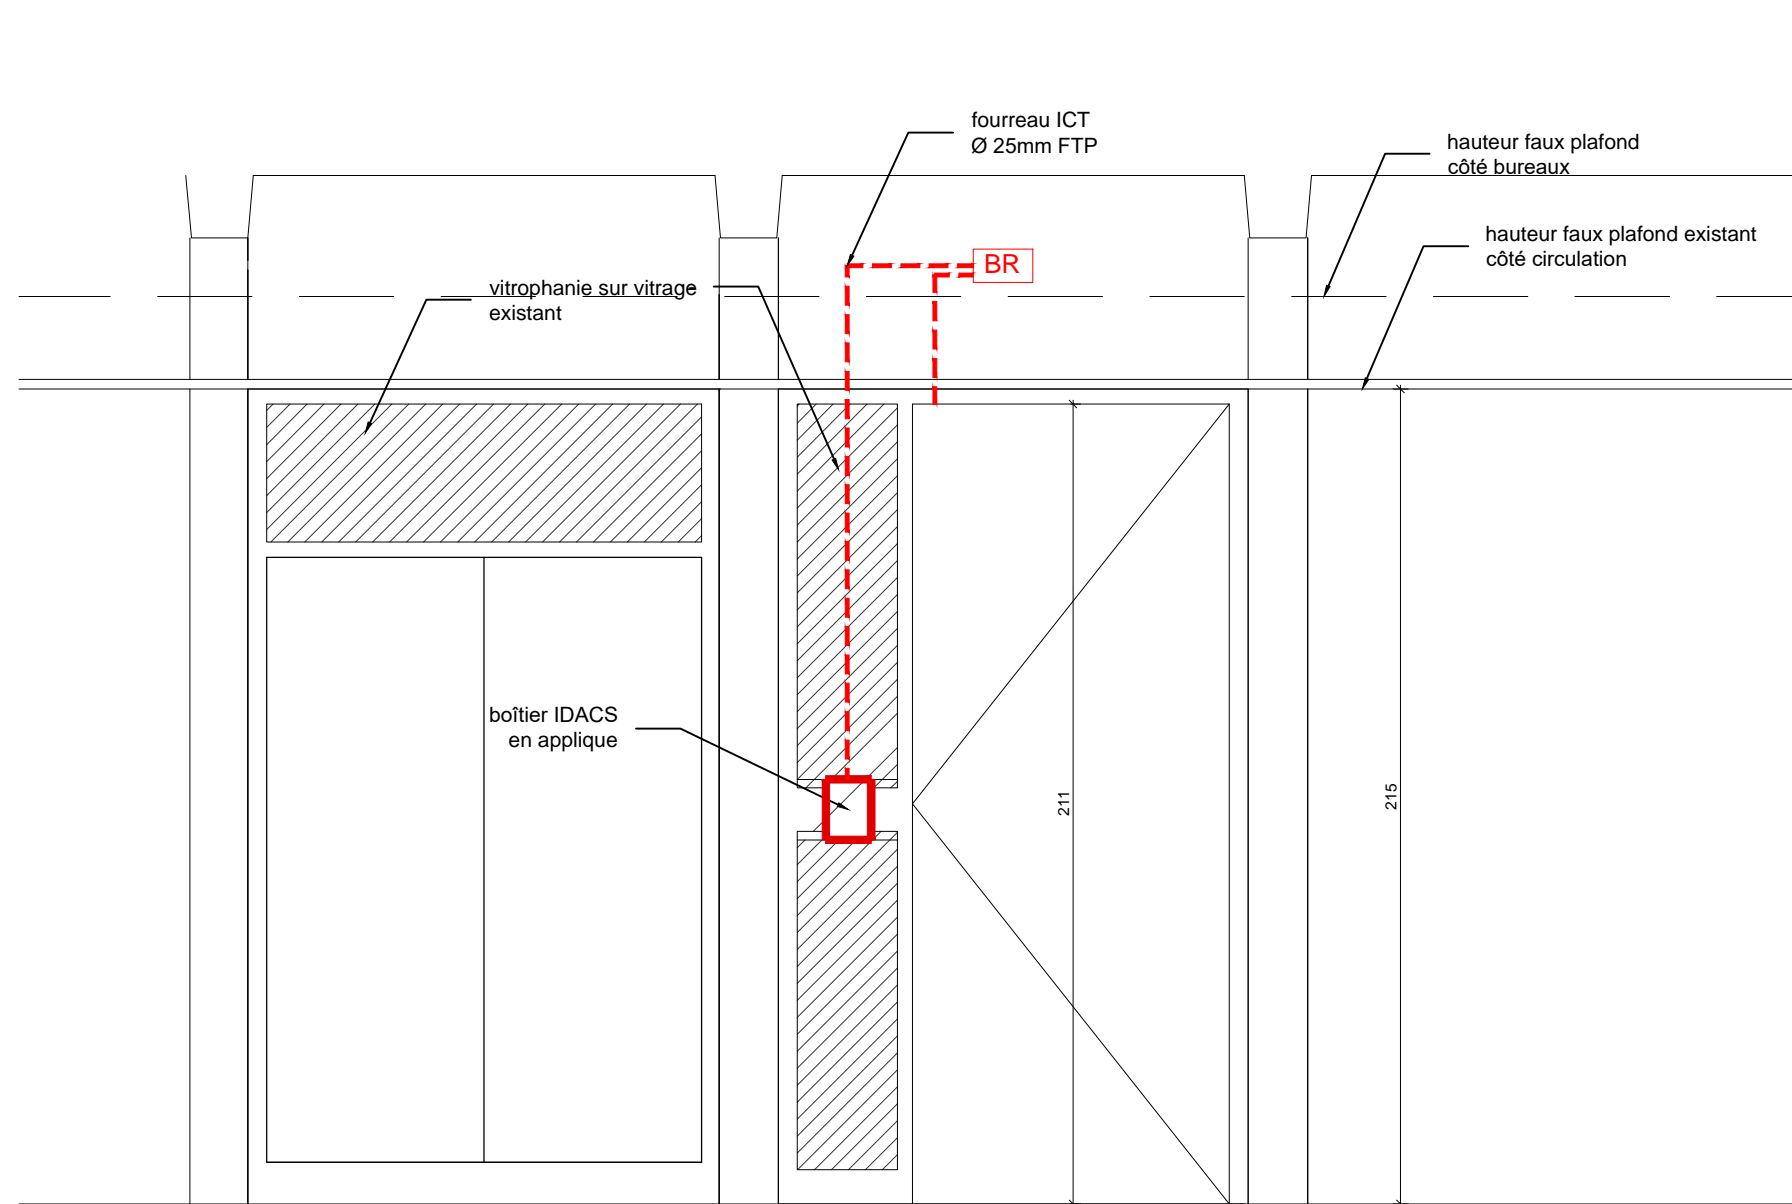 fourreau ICT
Ø 25mm FTP
hauteur faux plafond
côté bureaux
hauteur faux plafond existant
côté circulation
BR
vitrophanie sur vitrage
existant
boîtier IDACS
en applique
211
215